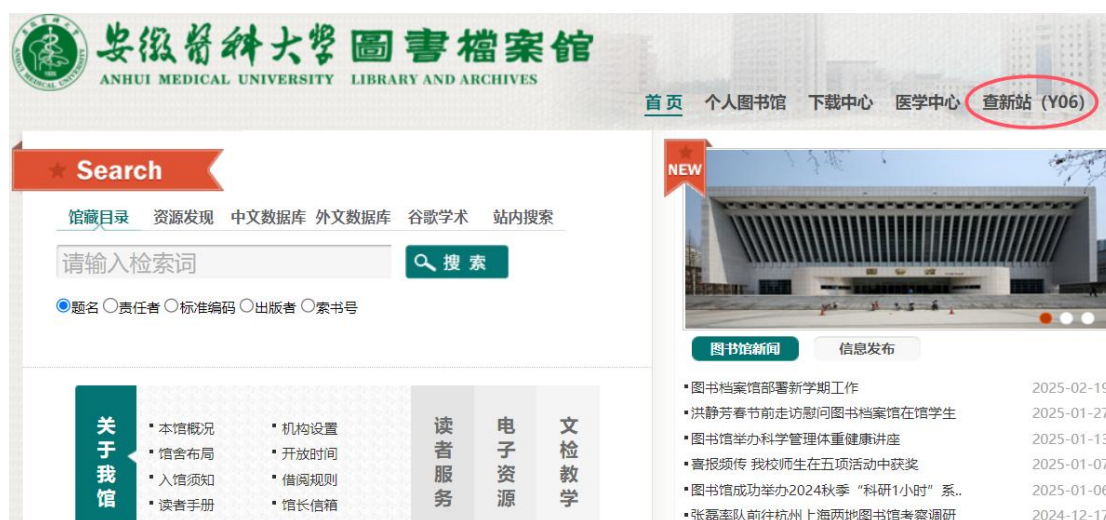 安徽医科大学 圖書檔案館
ANHUI MEDICAL UNIVERSITY LIBRARY AND ARCHIVES
首页 个人图书馆 下载中心 医学中心 查新站（Y06）
Search
NEW
馆藏目录 资源发现 中文数据库 外文数据库 谷歌学术 站内搜索
请输入检索词 搜索
题名 责任者 标准编码 出版者 索书号
图书馆新闻 信息发布
图书档案馆部署新学期工作 2025-02-19
洪静芳春节前走访慰问图书档案馆在馆学生 2025-01-27
图书馆举办科学管理体重健康讲座 2025-01-13
喜报频传 我校师生在五项活动中获奖 2025-01-07
图书馆成功举办2024秋季“科研1小时”系.. 2025-01-06
张磊率队前往杭州上海两地图书馆考察调研 2024-12-17
关于我馆
本馆概况 机构设置
馆舍布局 开放时间
入馆须知 借阅规则
读者手册 馆长信箱
读者服务
电子资源
文检教学